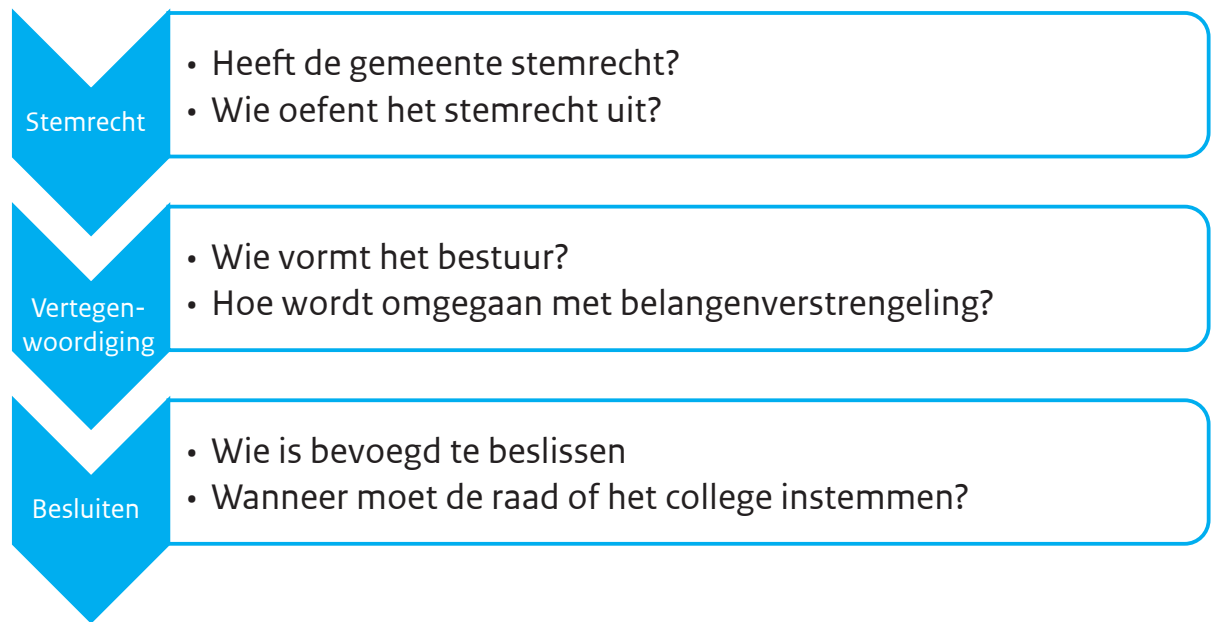 Stemrecht
• Heeft de gemeente stemrecht?
• Wie oefent het stemrecht uit?
Vertegen-
woordiging
• Wie vormt het bestuur?
• Hoe wordt omgegaan met belangenverstrengeling?
Besluiten
• Wie is bevoegd te beslissen
• Wanneer moet de raad of het college instemmen?